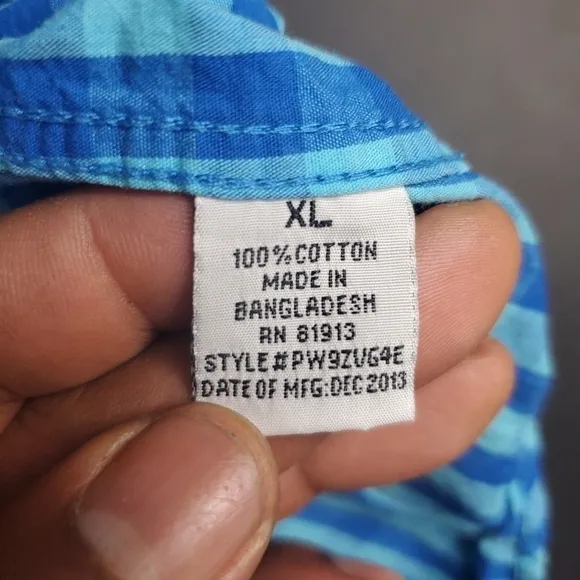 XL
100% COTTON
MADE IN
BANGLADESH
RN 81913
STYLE#PW9ZVG4E
DATE OF MFG:DEC 2013